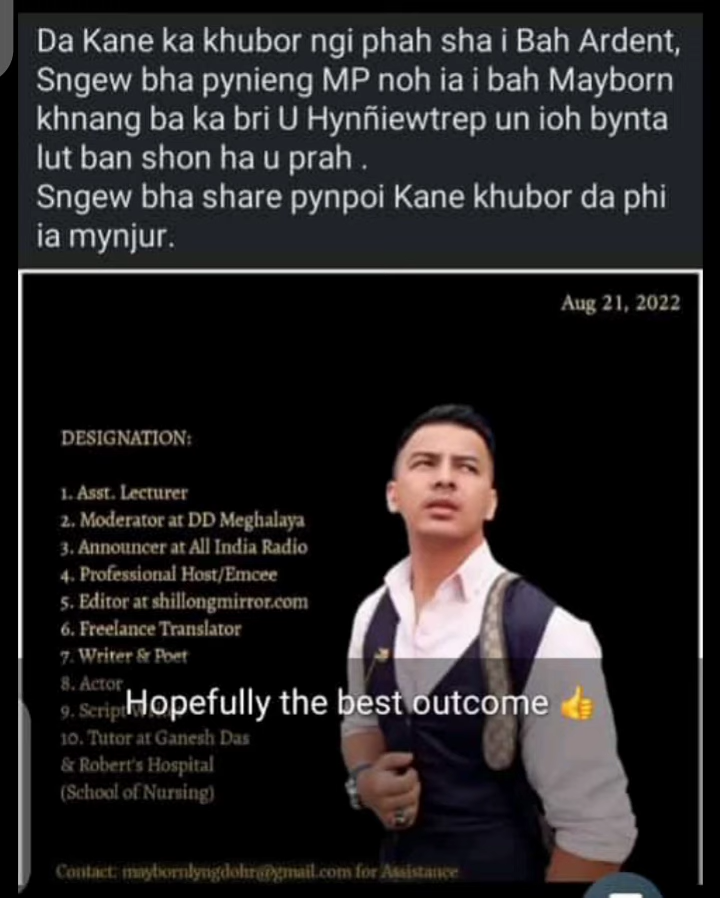 Da Kane ka khubor ngi phah sha i Bah Ardent,
Sngew bha pynieng MP noh ia i bah Mayborn
khnang ba ka bri U Hynñiewtrep un ioh bynta
lut ban shon ha u prah .
Sngew bha share pynpoi Kane khubor da phi
ia mynjur.
Aug 21, 2022
DESIGNATION:
1. Asst. Lecturer
2. Moderator at DD Meghalaya
3. Announcer at All India Radio
4. Professional Host/Emcee
5. Editor at shillongmirror.com
6. Freelance Translator
7. Writer & Poet
8. Actor
9. Script
Hopefully the best outcome 👍
10. Tutor at Ganesh Das
& Robert's Hospital
(School of Nursing)
Contact: for Assistance